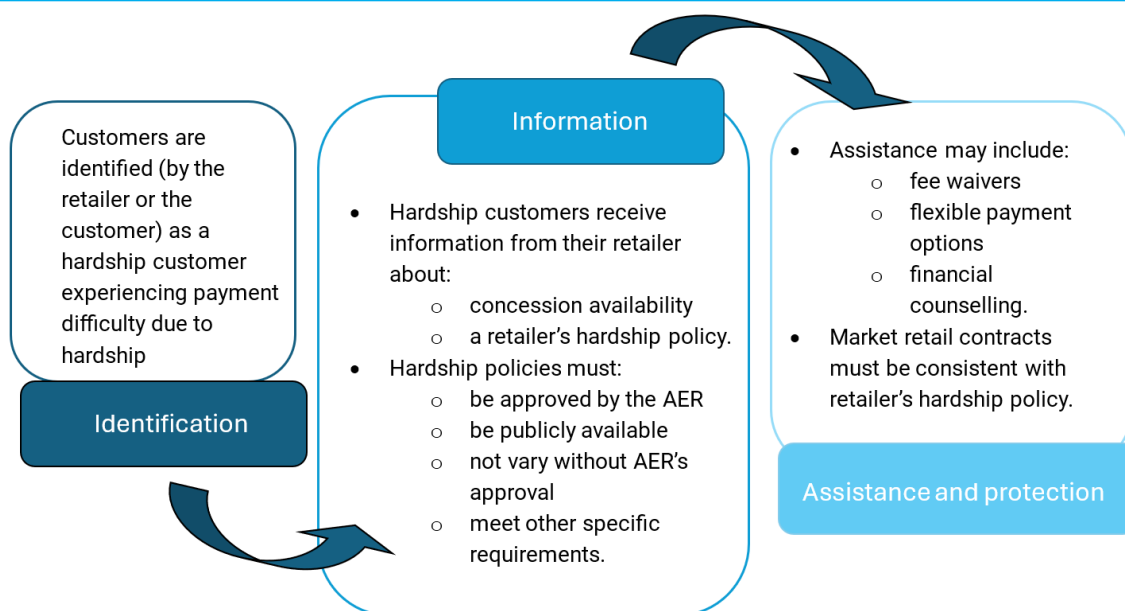 Customers are
identified (by the
retailer or the
customer) as a
hardship customer
experiencing payment
difficulty due to
hardship
Identification
Information
• Hardship customers receive
information from their retailer
about:
o concession availability
o a retailer’s hardship policy.
• Hardship policies must:
o be approved by the AER
o be publicly available
o not vary without AER’s
approval
o meet other specific
requirements.
• Assistance may include:
o fee waivers
o flexible payment
options
o financial
counselling.
• Market retail contracts
must be consistent with
retailer’s hardship policy.
Assistance and protection